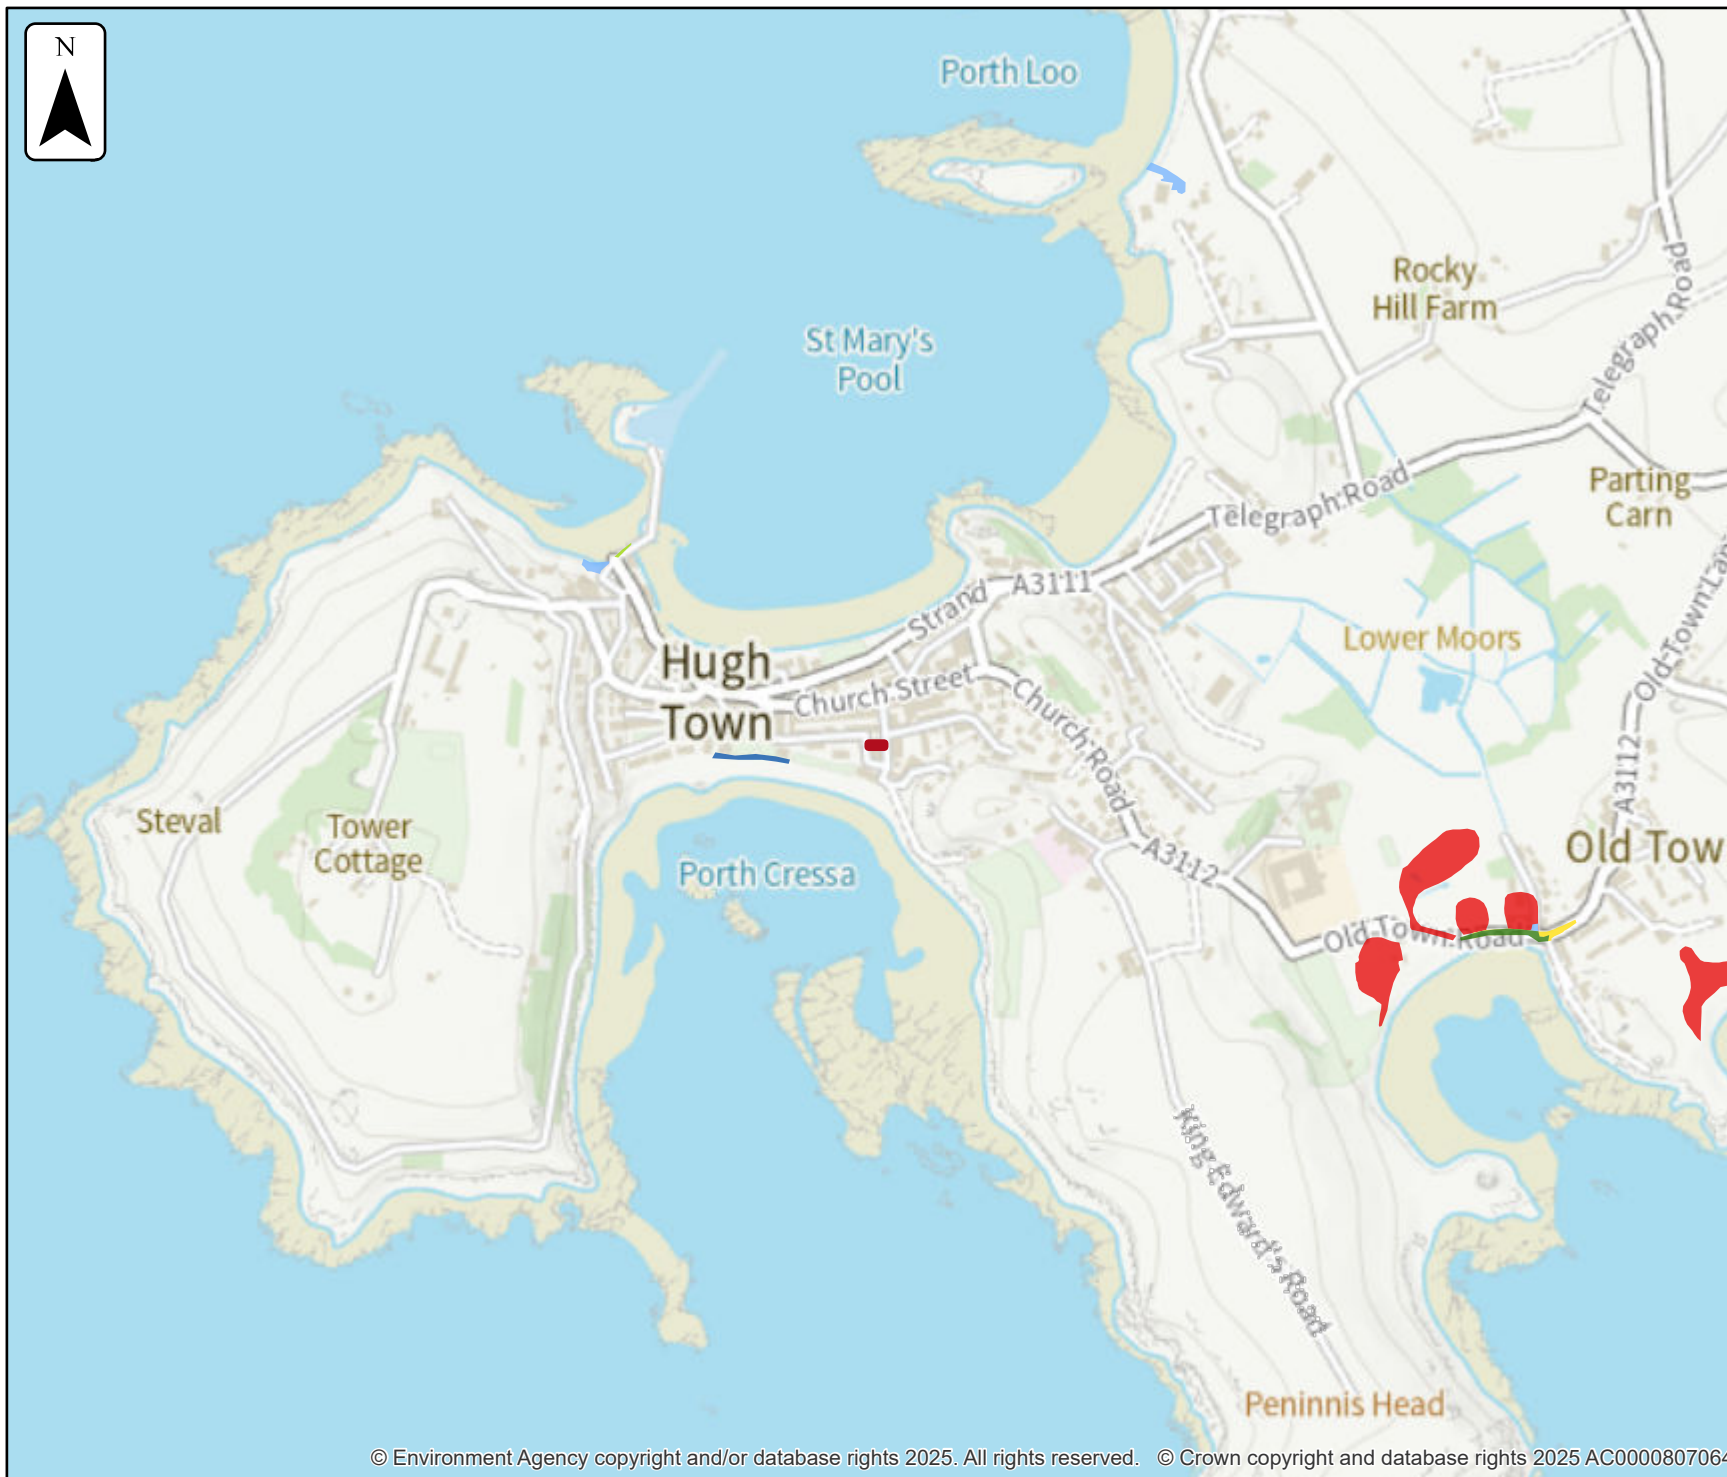 N
Porth Loo
Rocky
Hill Farm
Telegraph Road
St Mary's
Pool
Telegraph Road
Parting
Carn
A3111
Strand
Lower Moors
Old Town Lan
Hugh
Town
Church Street
Church Road
A3112
Steval
Tower
Cottage
Porth Cressa
A3112
Old Tow
Old Town Road
King Edward's Road
Peninnis Head
© Environment Agency copyright and/or database rights 2025. All rights reserved. © Crown copyright and database rights 2025 AC000080706